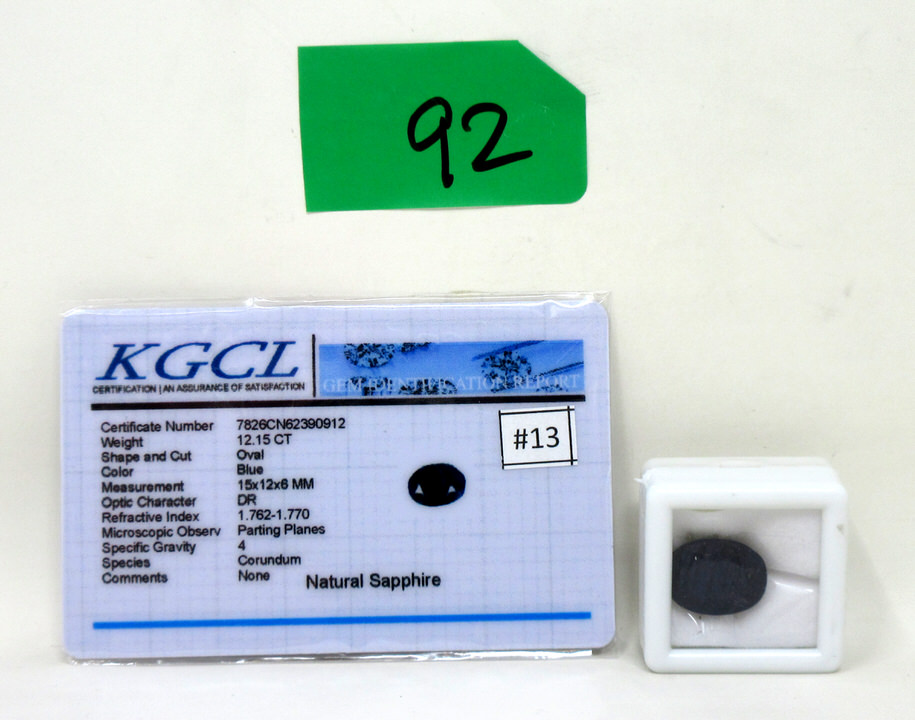 92
KGCL
CERTIFICATION | AN ASSURANCE OF SATISFACTION
GEM IDENTIFICATION REPORT
#13
Certificate Number 7826CN62390912
Weight 12.15 CT
Shape and Cut Oval
Color Blue
Measurement 15x12x6 MM
Optic Character DR
Refractive Index 1.762-1.770
Microscopic Observ Parting Planes
Specific Gravity 4
Species Corundum
Comments None
Natural Sapphire